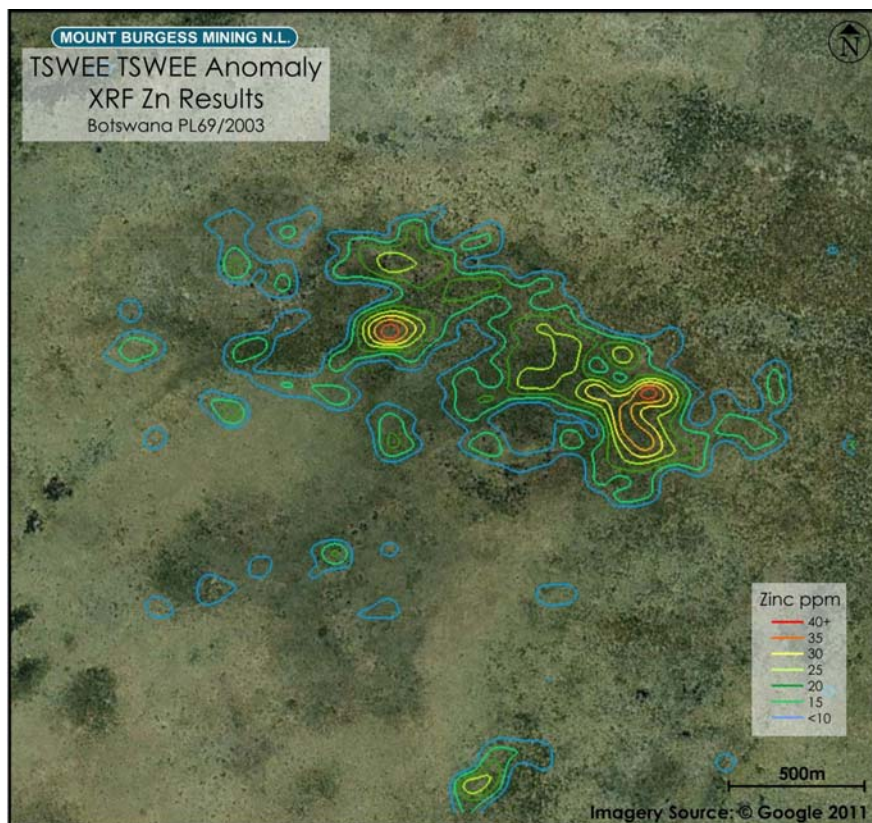 MOUNT BURGESS MINING N.L.
TSWEE TSWEE Anomaly
XRF Zn Results
Botswana PL69/2003
N
Zinc ppm
40+
35
30
25
20
15
<10
500m
Imagery Source: © Google 2011